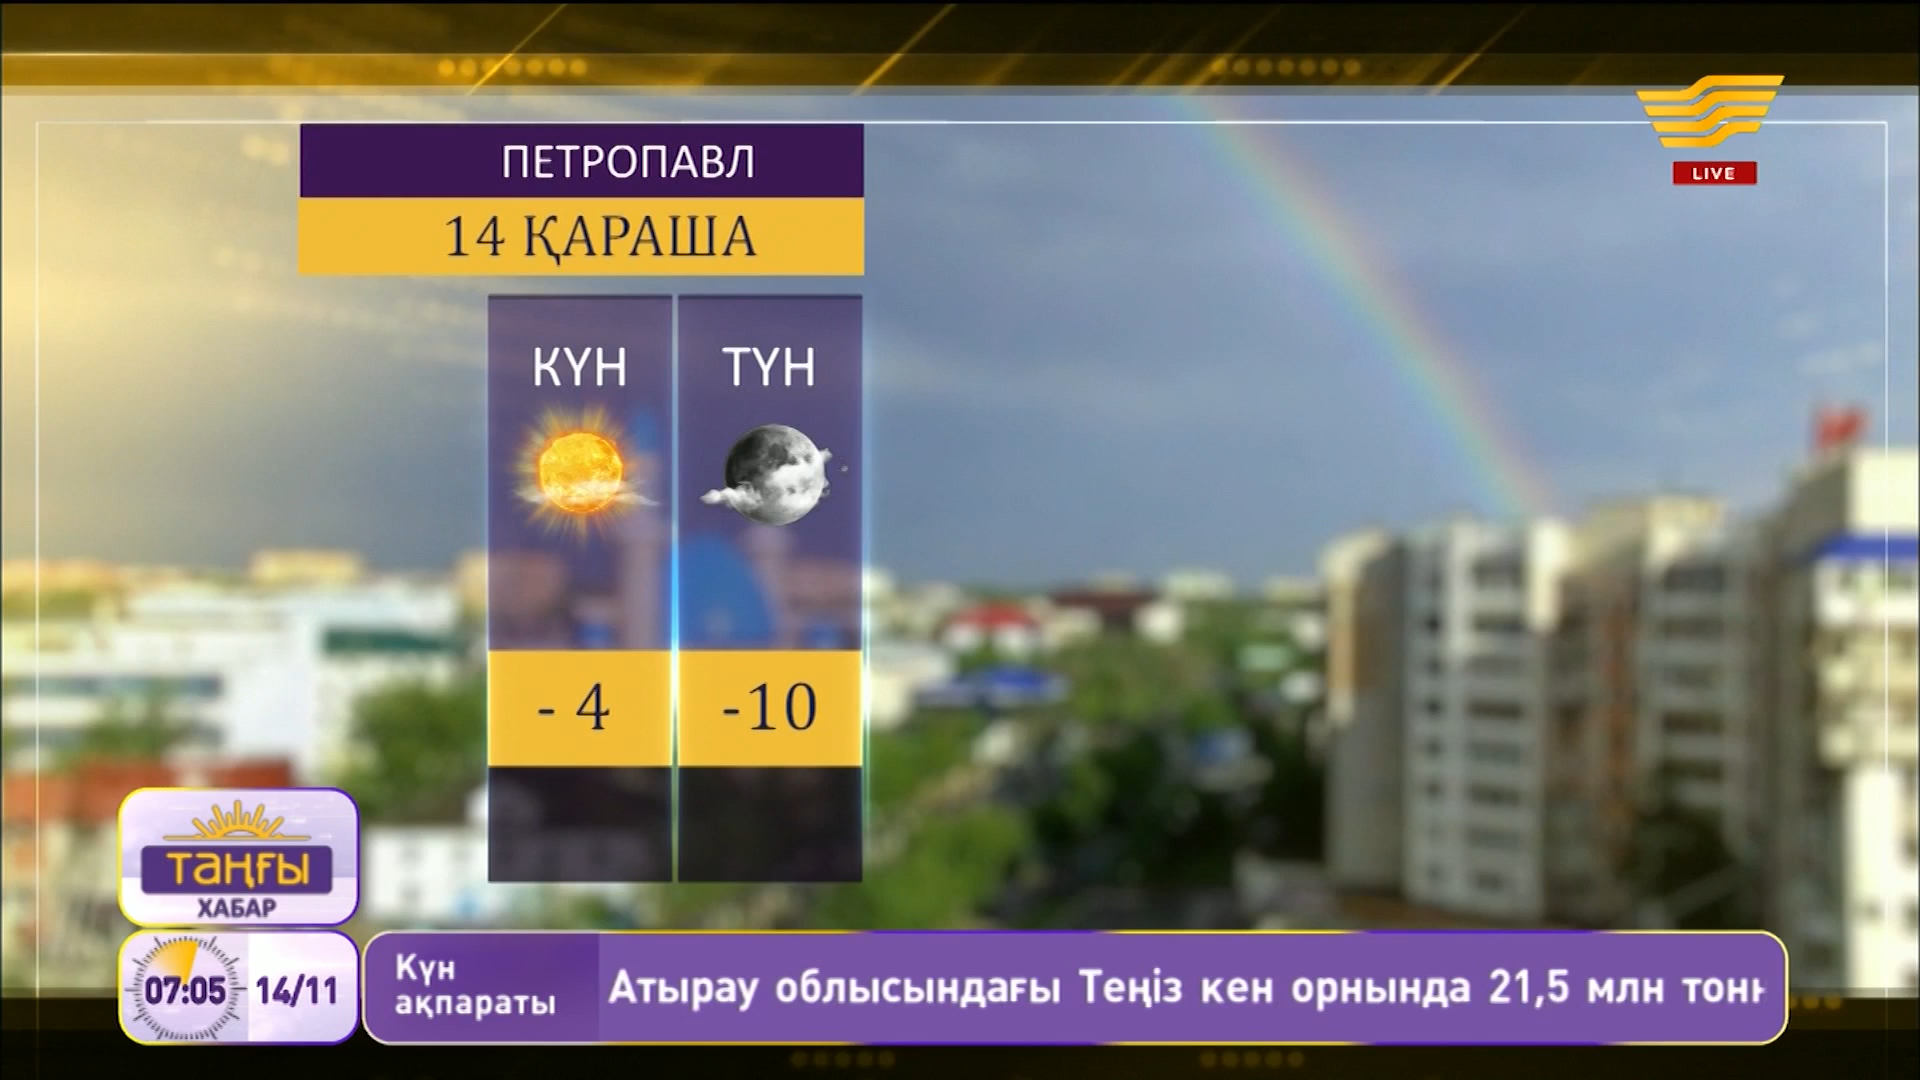 LIVE
ПЕТРОПАВЛ
14 ҚАРАША
КҮН ТҮН
- 4 -10
таңғы
ХАБАР
07:05 14/11
Күн
ақпараты
Атырау облысындағы Теңіз кен орнында 21,5 млн